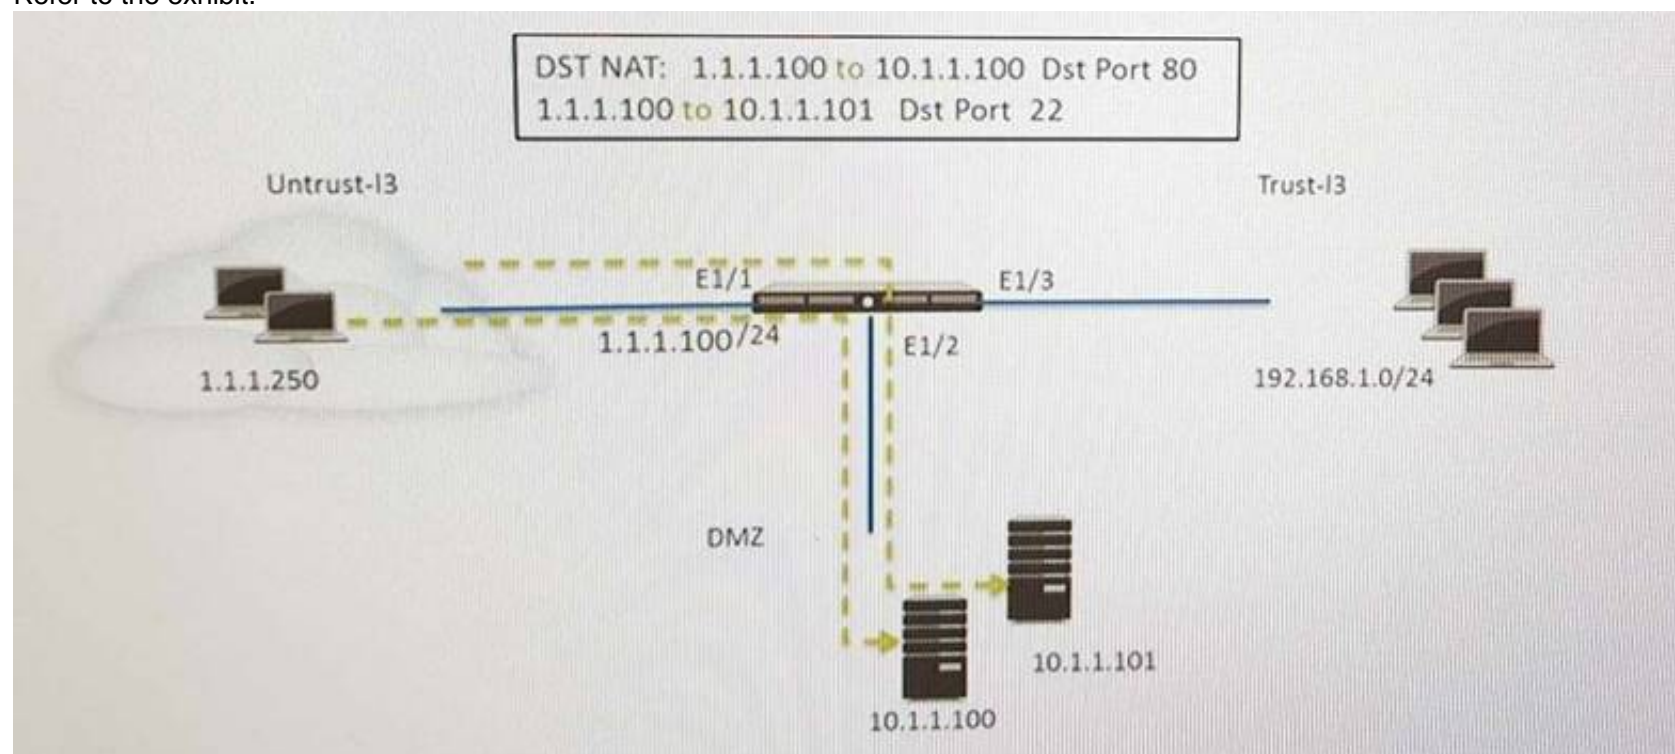 Refer to the exhibit.
DST NAT: 1.1.1.100 to 10.1.1.100 Dst Port 80
1.1.1.100 to 10.1.1.101 Dst Port 22
Untrust-l3
Trust-l3
E1/1
E1/3
1.1.1.100/24
E1/2
1.1.1.250
192.168.1.0/24
DMZ
10.1.1.101
10.1.1.100